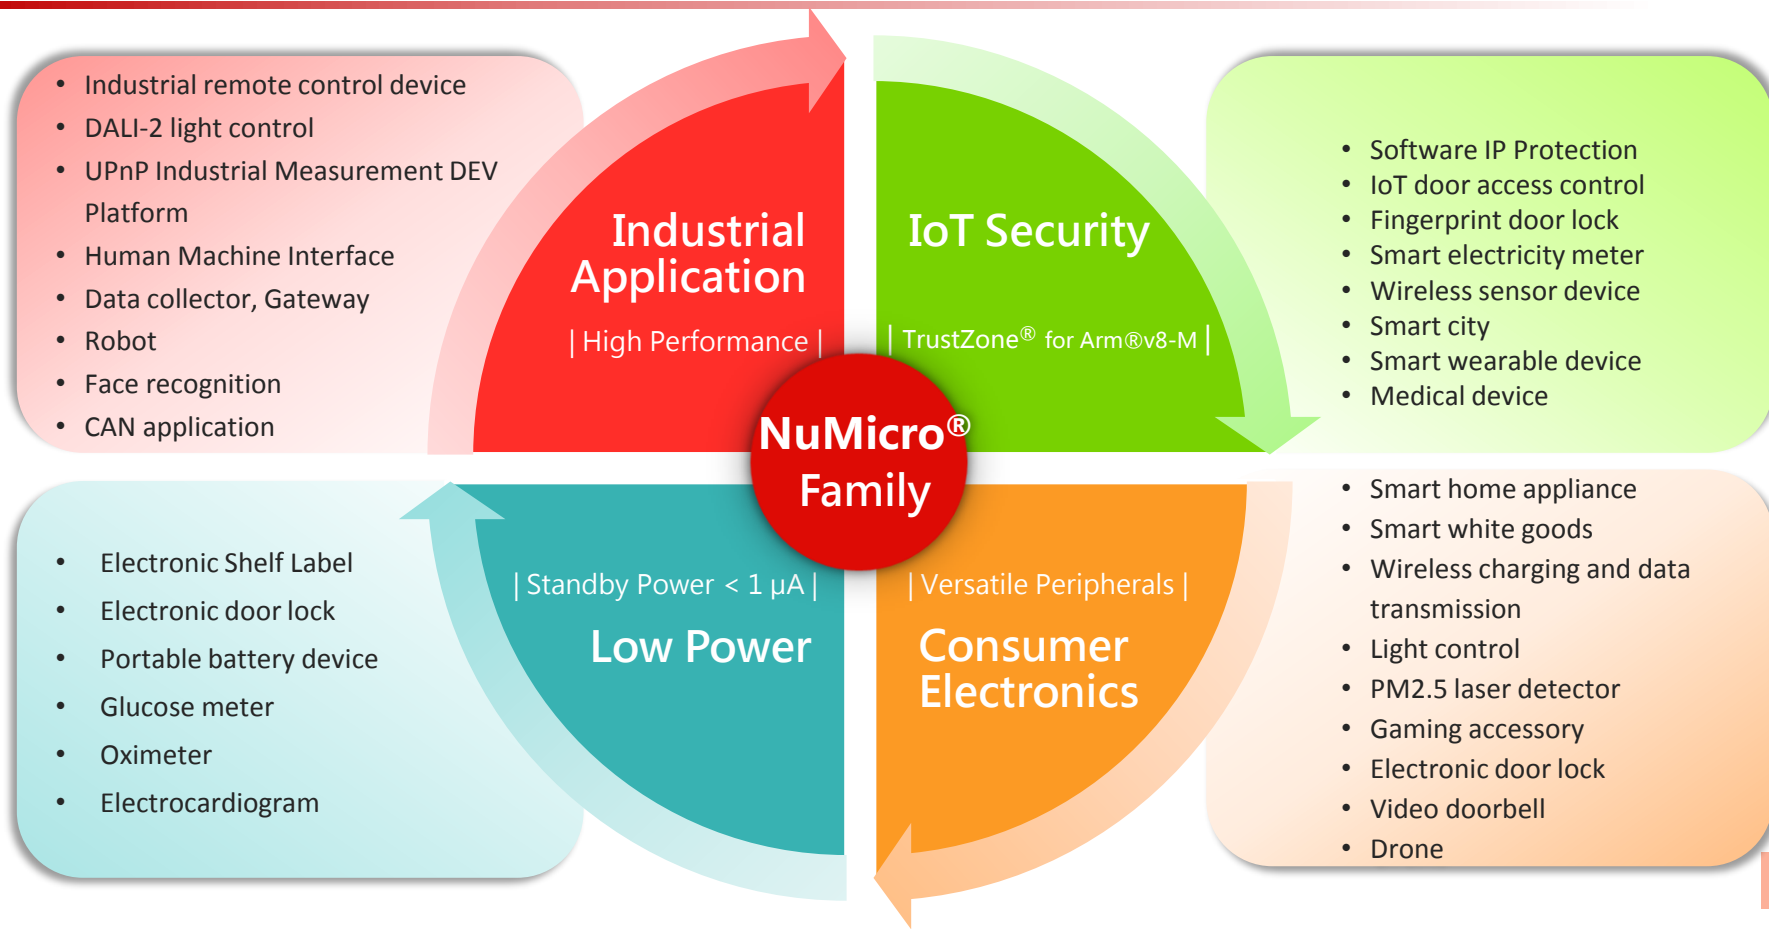 • Industrial remote control device
• DALI-2 light control
• UPnP Industrial Measurement DEV
Platform
• Human Machine Interface
• Data collector, Gateway
• Robot
• Face recognition
• CAN application
Industrial
Application
| High Performance |
IoT Security
| TrustZone® for Arm®v8-M |
• Software IP Protection
• IoT door access control
• Fingerprint door lock
• Smart electricity meter
• Wireless sensor device
• Smart city
• Smart wearable device
• Medical device
NuMicro®
Family
• Electronic Shelf Label
• Electronic door lock
• Portable battery device
• Glucose meter
• Oximeter
• Electrocardiogram
| Standby Power < 1 µA |
Low Power
| Versatile Peripherals |
Consumer
Electronics
• Smart home appliance
• Smart white goods
• Wireless charging and data
transmission
• Light control
• PM2.5 laser detector
• Gaming accessory
• Electronic door lock
• Video doorbell
• Drone